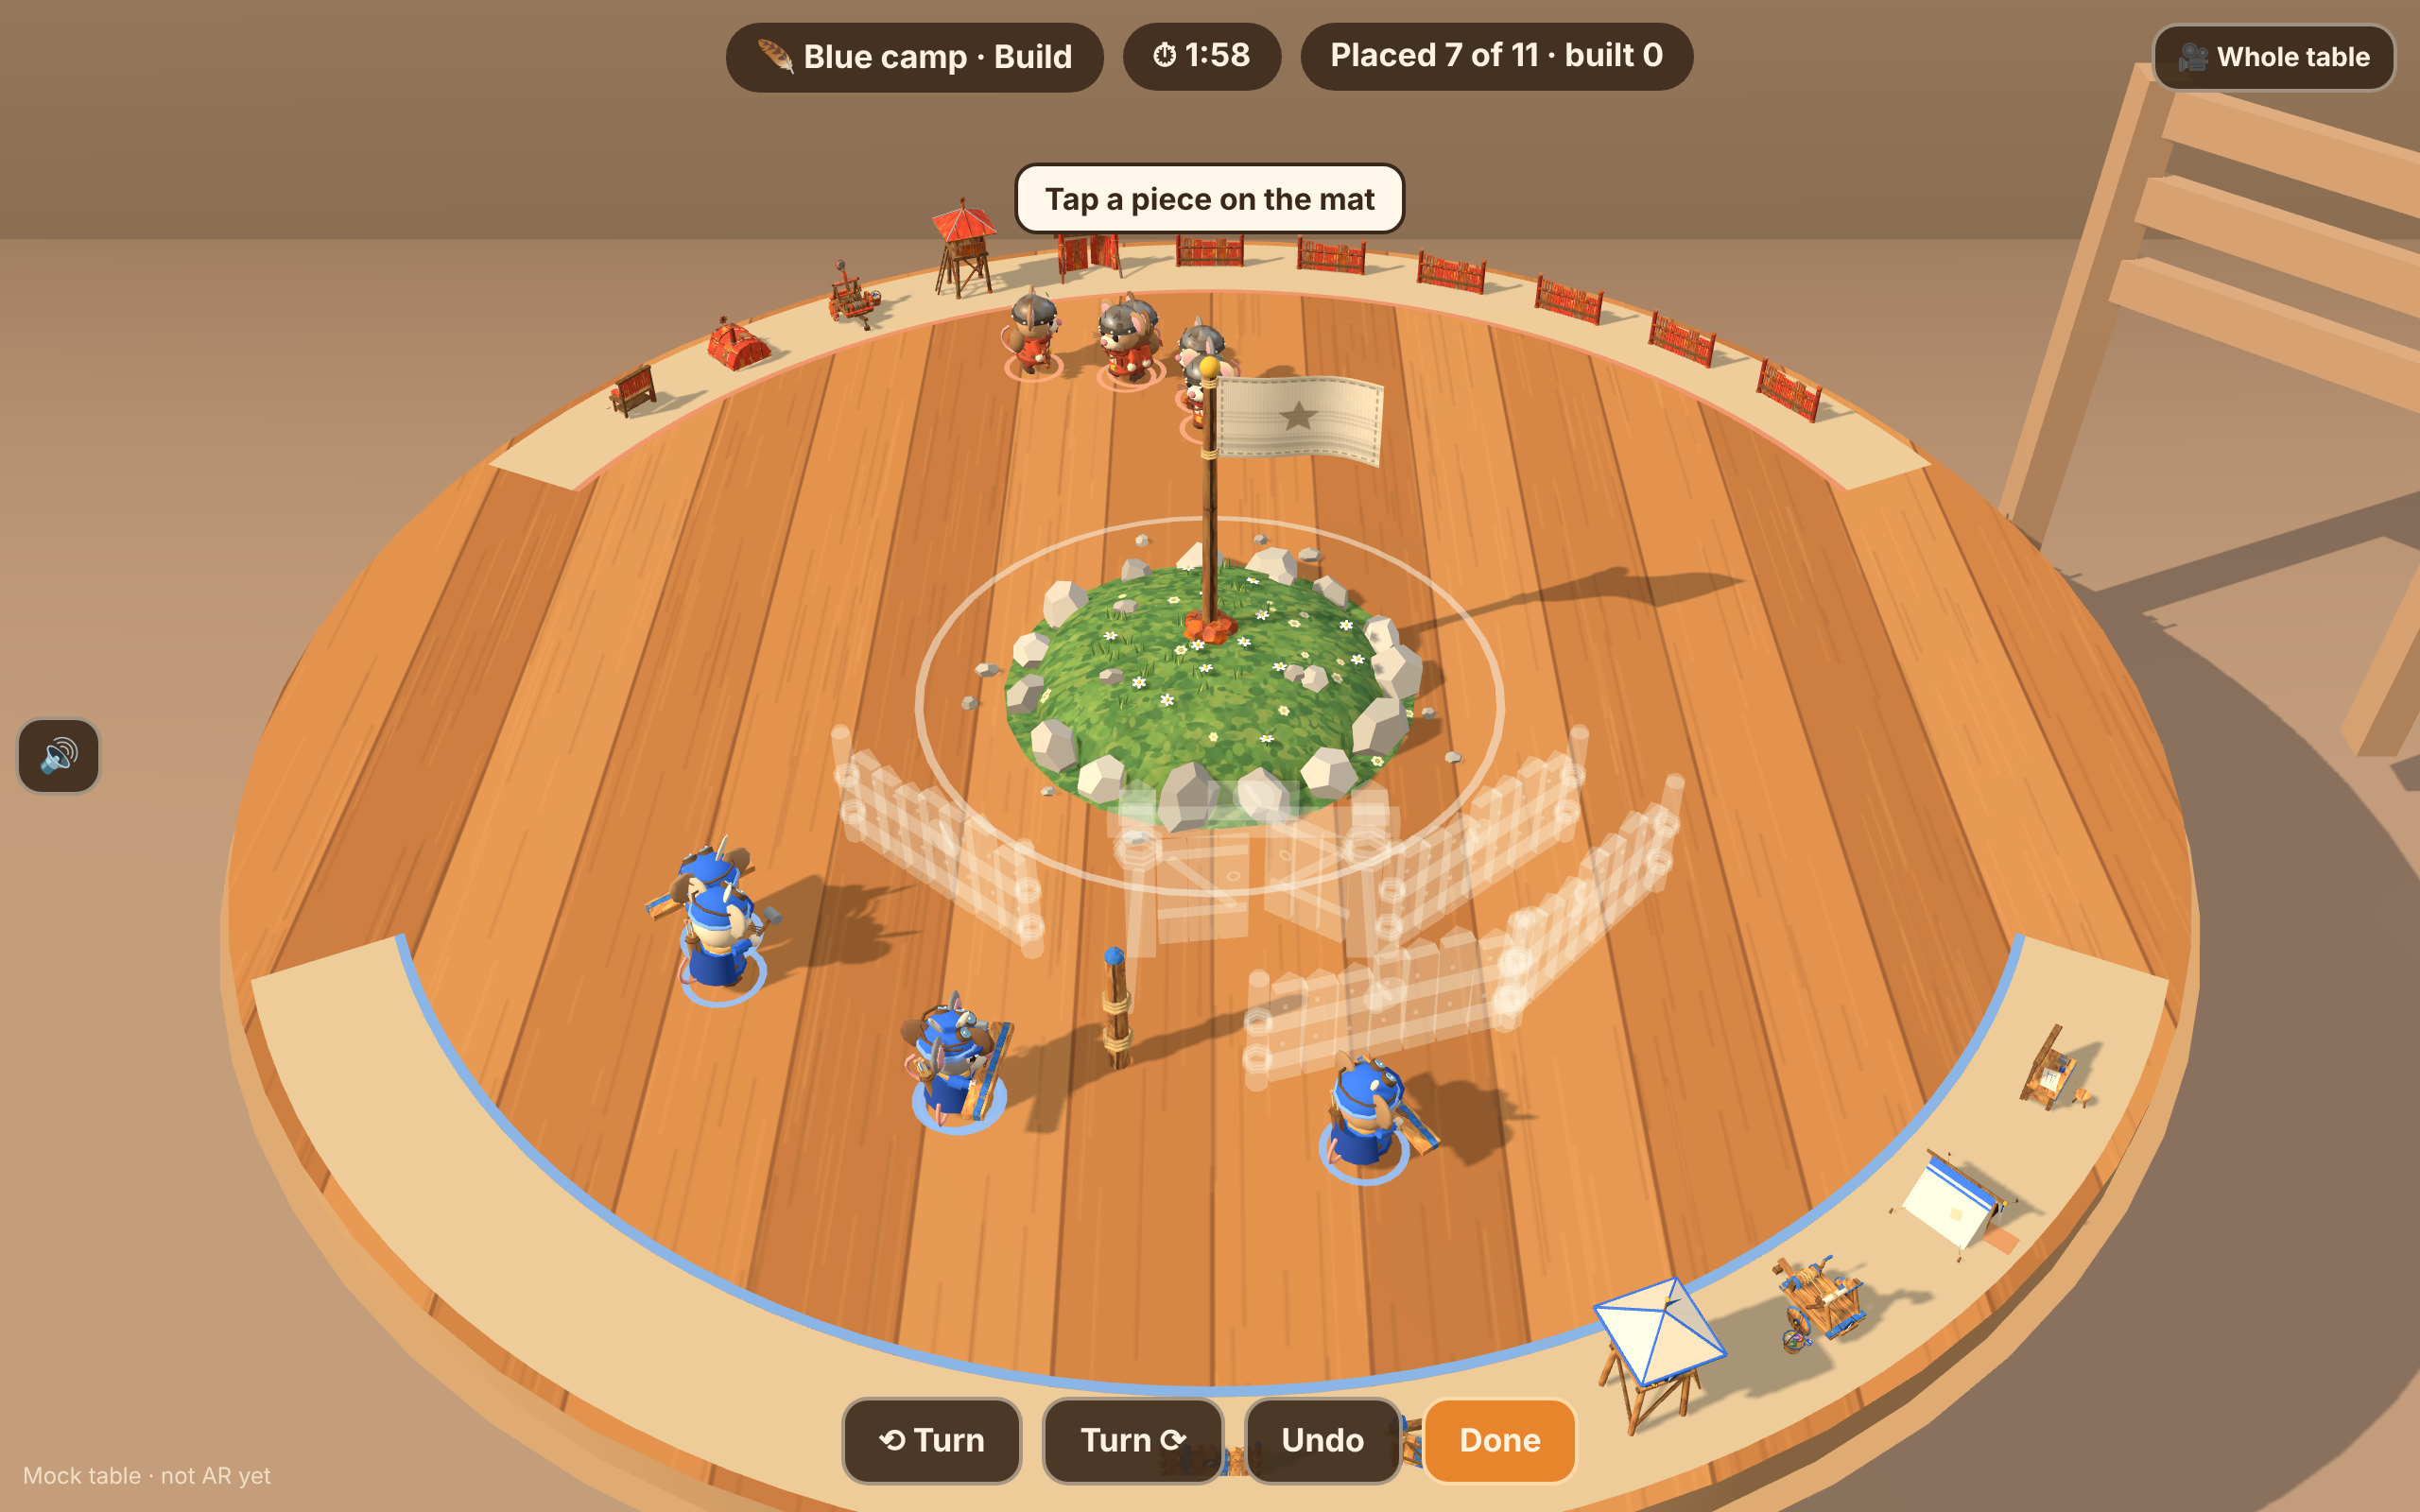 Blue camp · Build
1:58
Placed 7 of 11 · built 0
Whole table
Tap a piece on the mat
Turn
Turn
Undo
Done
Mock table · not AR yet